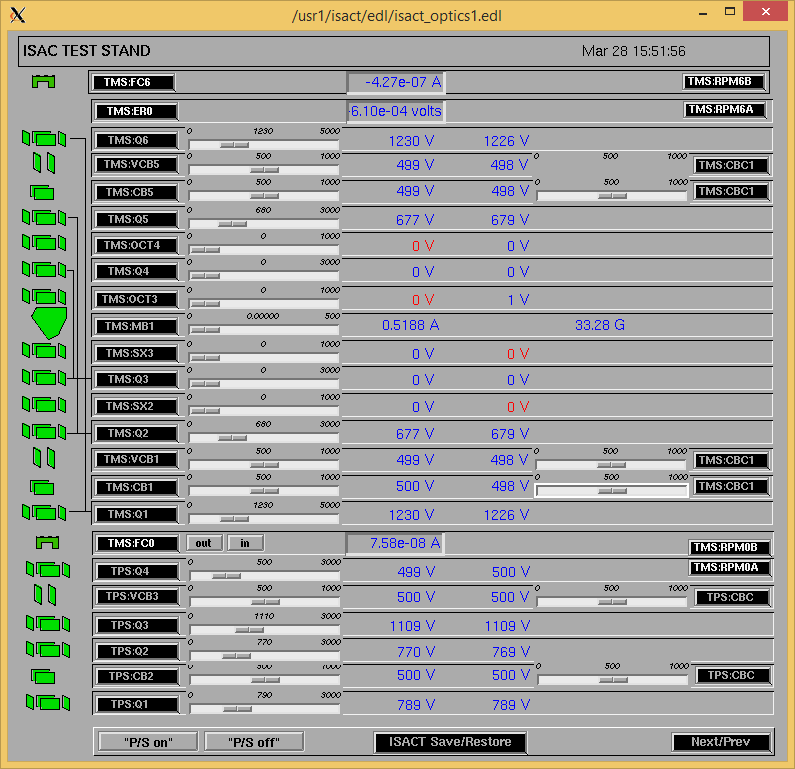 /usr1/isact/edl/isact_optics1.edl
ISAC TEST STAND Mar 28 15:51:56
TMS:FC6 -4.27e-07 A TMS:RPM6B
TMS:ER0 -6.10e-04 volts TMS:RPM6A
TMS:Q6 0 1230 5000 1230 V 1226 V
TMS:VCB5 0 500 1000 499 V 498 V 0 500 1000 TMS:CBC1
TMS:CB5 0 500 1000 499 V 498 V 0 500 1000 TMS:CBC1
TMS:Q5 0 680 3000 677 V 679 V
TMS:OCT4 0 0 1000 0 V 0 V
TMS:Q4 0 0 3000 0 V 0 V
TMS:OCT3 0 0 1000 0 V 1 V
TMS:MB1 0 0.00000 500 0.5188 A 33.28 G
TMS:SX3 0 0 1000 0 V 0 V
TMS:Q3 0 0 3000 0 V 0 V
TMS:SX2 0 0 1000 0 V 0 V
TMS:Q2 0 680 3000 677 V 679 V
TMS:VCB1 0 500 1000 499 V 498 V 0 500 1000 TMS:CBC1
TMS:CB1 0 500 1000 500 V 498 V 0 500 1000 TMS:CBC1
TMS:Q1 0 1230 5000 1230 V 1226 V
TMS:FC0 out in 7.58e-08 A TMS:RPM0B
TPS:Q4 0 500 3000 499 V 500 V TMS:RPM0A
TPS:VCB3 0 500 1000 500 V 500 V 0 500 1000 TPS:CBC
TPS:Q3 0 1110 3000 1109 V 1109 V
TPS:Q2 0 770 3000 770 V 769 V
TPS:CB2 0 500 1000 500 V 500 V 0 500 1000 TPS:CBC
TPS:Q1 0 790 3000 789 V 789 V
"P/S on" "P/S off" ISACT Save/Restore Next/Prev